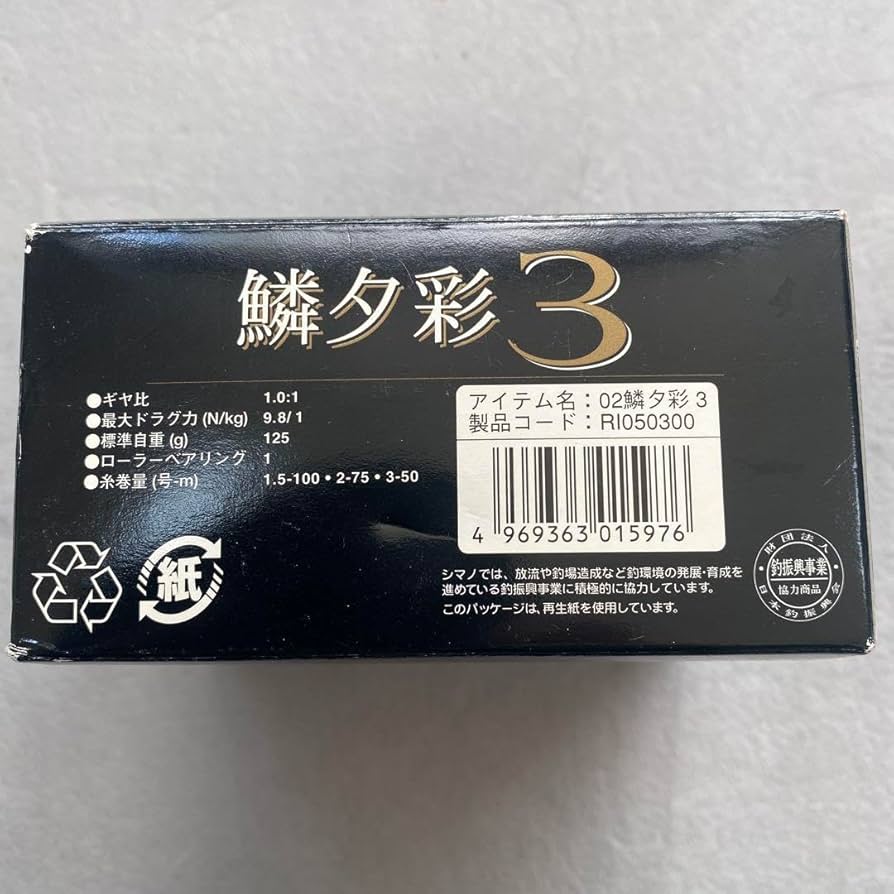 鱗夕彩3
●ギヤ比 1.0:1
●最大ドラグ力 (N/kg) 9.8/1
●標準自重 (g) 125
●ローラーベアリング 1
●糸巻量 (号-m) 1.5-100・2-75・3-50
アイテム名：02鱗夕彩 3
製品コード：RI050300
4 969363 015976
紙
シマノでは、放流や釣場造成など釣環境の発展・育成を
進めている釣振興事業に積極的に協力しています。
このパッケージは、再生紙を使用しています。
財団法人
釣振興事業
協力商品
日本釣振興会